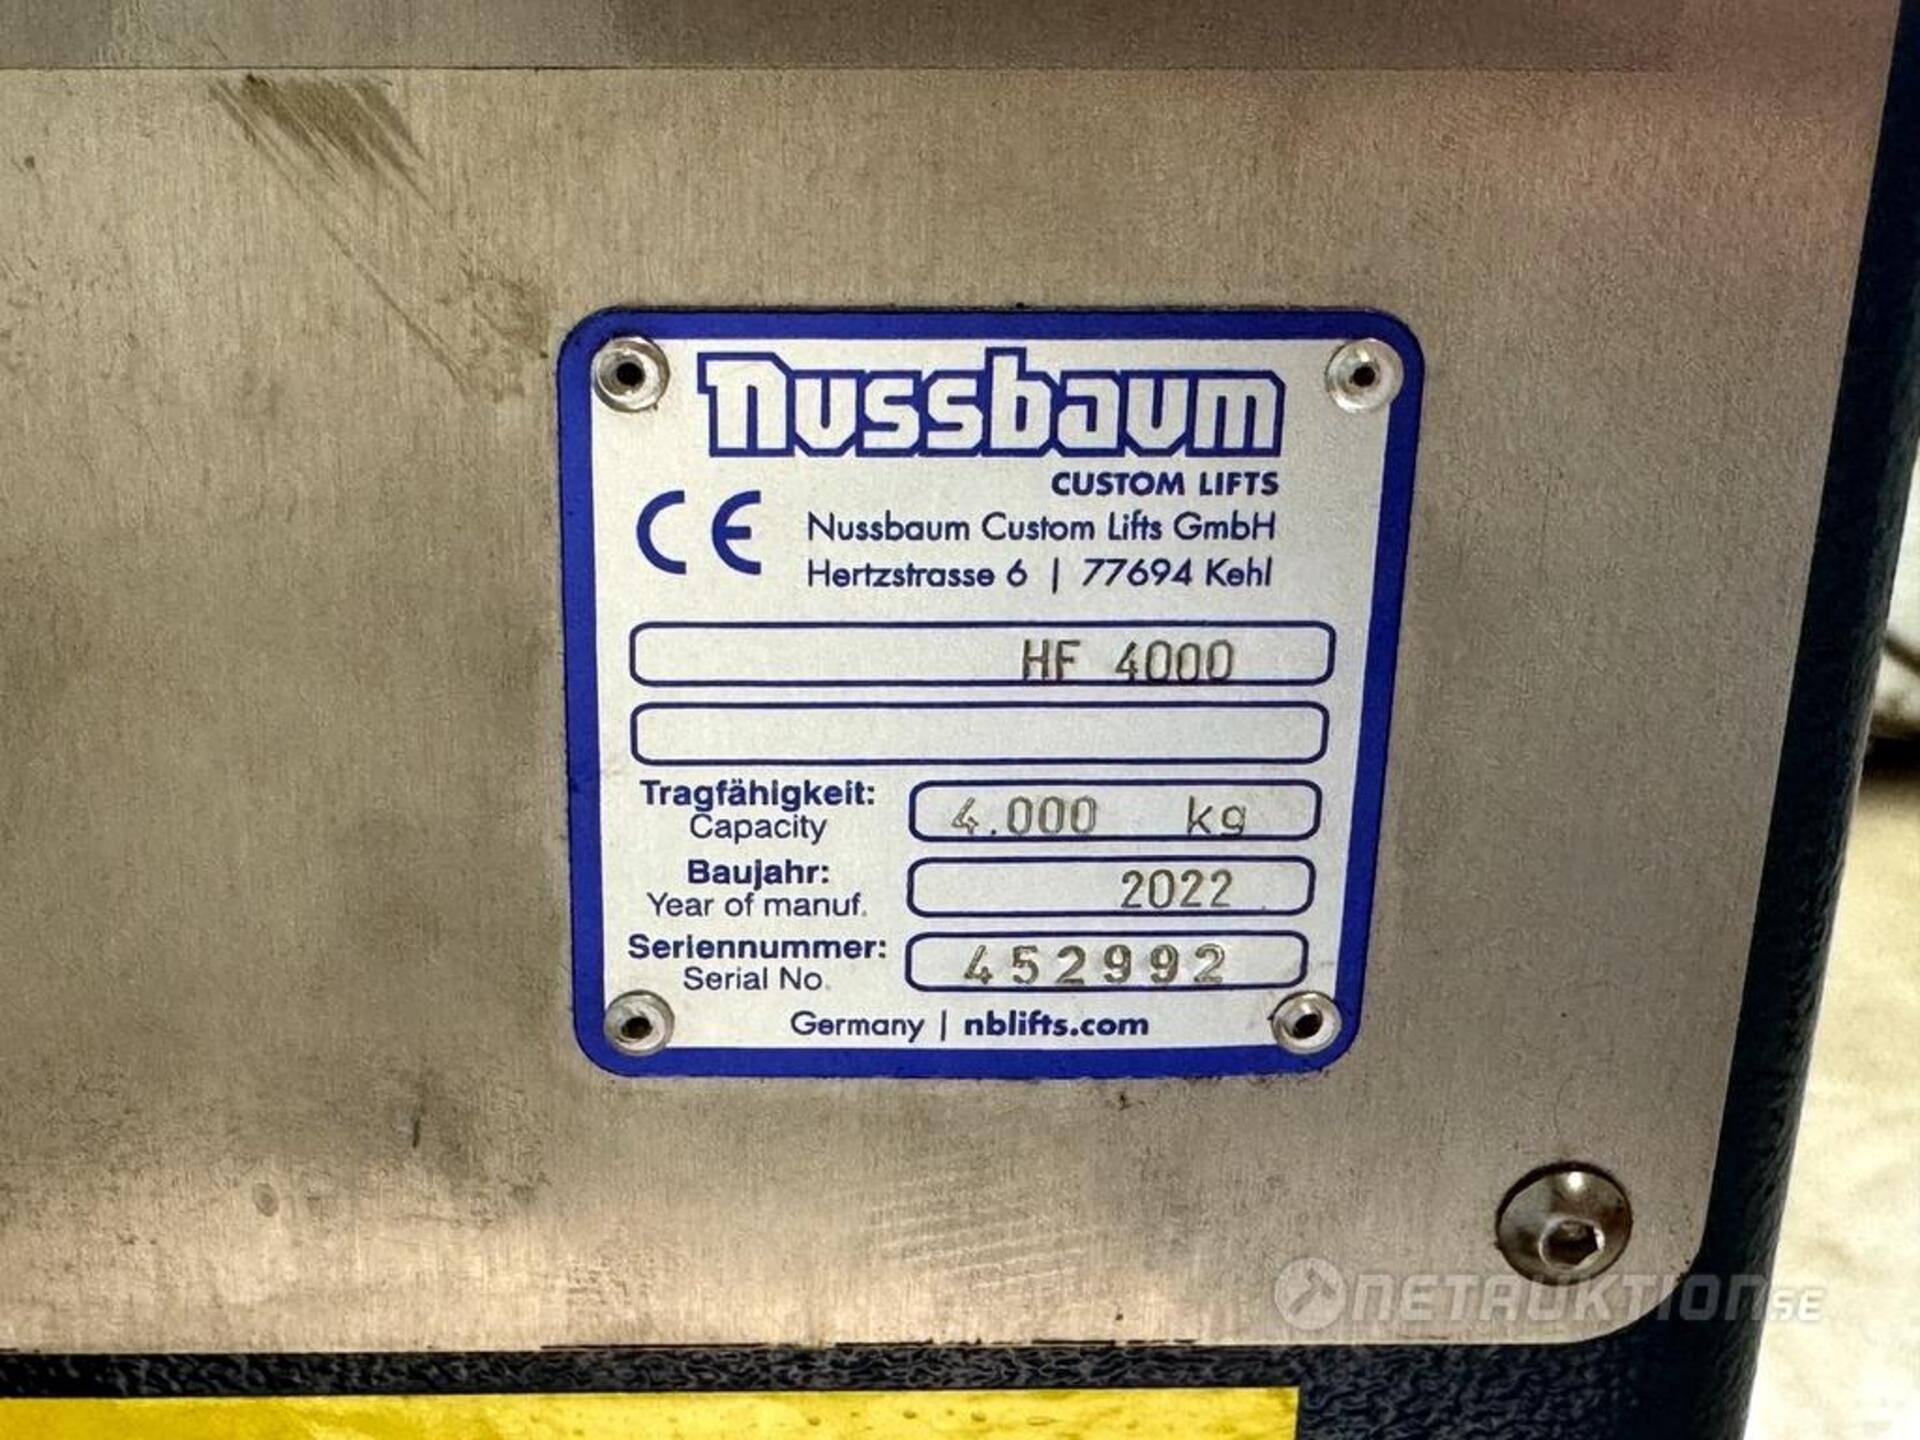 nussbaum
CUSTOM LIFTS
CE
Nussbaum Custom Lifts GmbH
Hertzstrasse 6 | 77694 Kehl
HF 4000
Tragfähigkeit:
Capacity
4.000 kg
Baujahr:
Year of manuf.
2022
Seriennummer:
Serial No.
452992
Germany | nblifts.com
NETAUKTION.SE